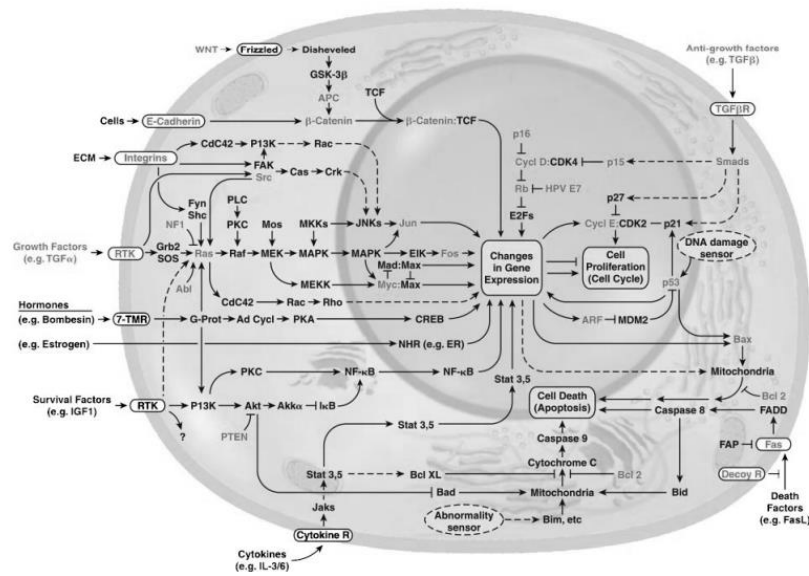 WNT Frizzled Disheveled
GSK-3β
APC
TCF
Cells E-Cadherin β-Catenin β-Catenin:TCF
Anti-growth factors
(e.g. TGFβ)
TGFβR
CdC42 P13K Rac
ECM Integrins
FAK
Src Cas Crk
p16
Cycl D:CDK4 p15 Smads
Rb HPV E7
E2Fs
p27
Cycl E:CDK2 p21
Fyn
Shc
PLC
PKC
NF1
Mos
MKKs JNKs Jun
Growth Factors
(e.g. TGFα)
RTK
Grb2
SOS
Ras Raf MEK MAPK MAPK ElK Fos
Mad:Max
Abl
MEKK Myc:Max
CdC42 Rac Rho
Changes
in Gene
Expression
Cell
Proliferation
(Cell Cycle)
DNA damage
sensor
p53
Hormones
(e.g. Bombesin) 7-TMR G-Prot Ad Cycl PKA CREB
ARF MDM2
(e.g. Estrogen) NHR (e.g. ER)
Bax
Mitochondria
PKC NF-κB NF-κB
Stat 3,5
Survival Factors
(e.g. IGF1)
RTK P13K Akt Akkα IκB
?
PTEN
Stat 3,5
Cell Death
(Apoptosis)
Bcl 2
Caspase 8 FADD
FAP Fas
Caspase 9
Cytochrome C
Stat 3,5 Bcl XL Bcl 2
Decoy R
Bad Mitochondria Bid
Death
Factors
(e.g. FasL)
Jaks
Abnormality
sensor
Bim, etc
Cytokine R
Cytokines
(e.g. IL-3/6)